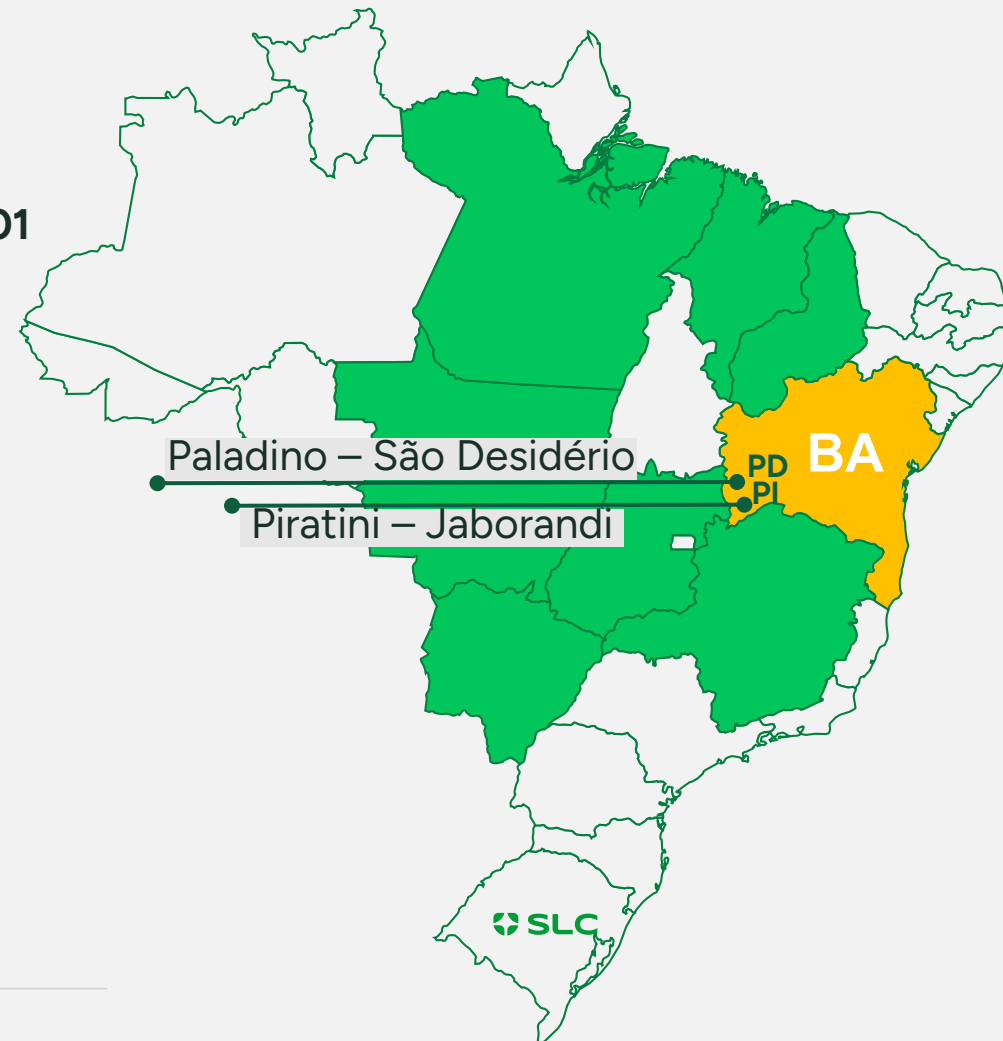 01
Paladino – São Desidério
BA
PD
PI
Piratini – Jaborandi
SLC